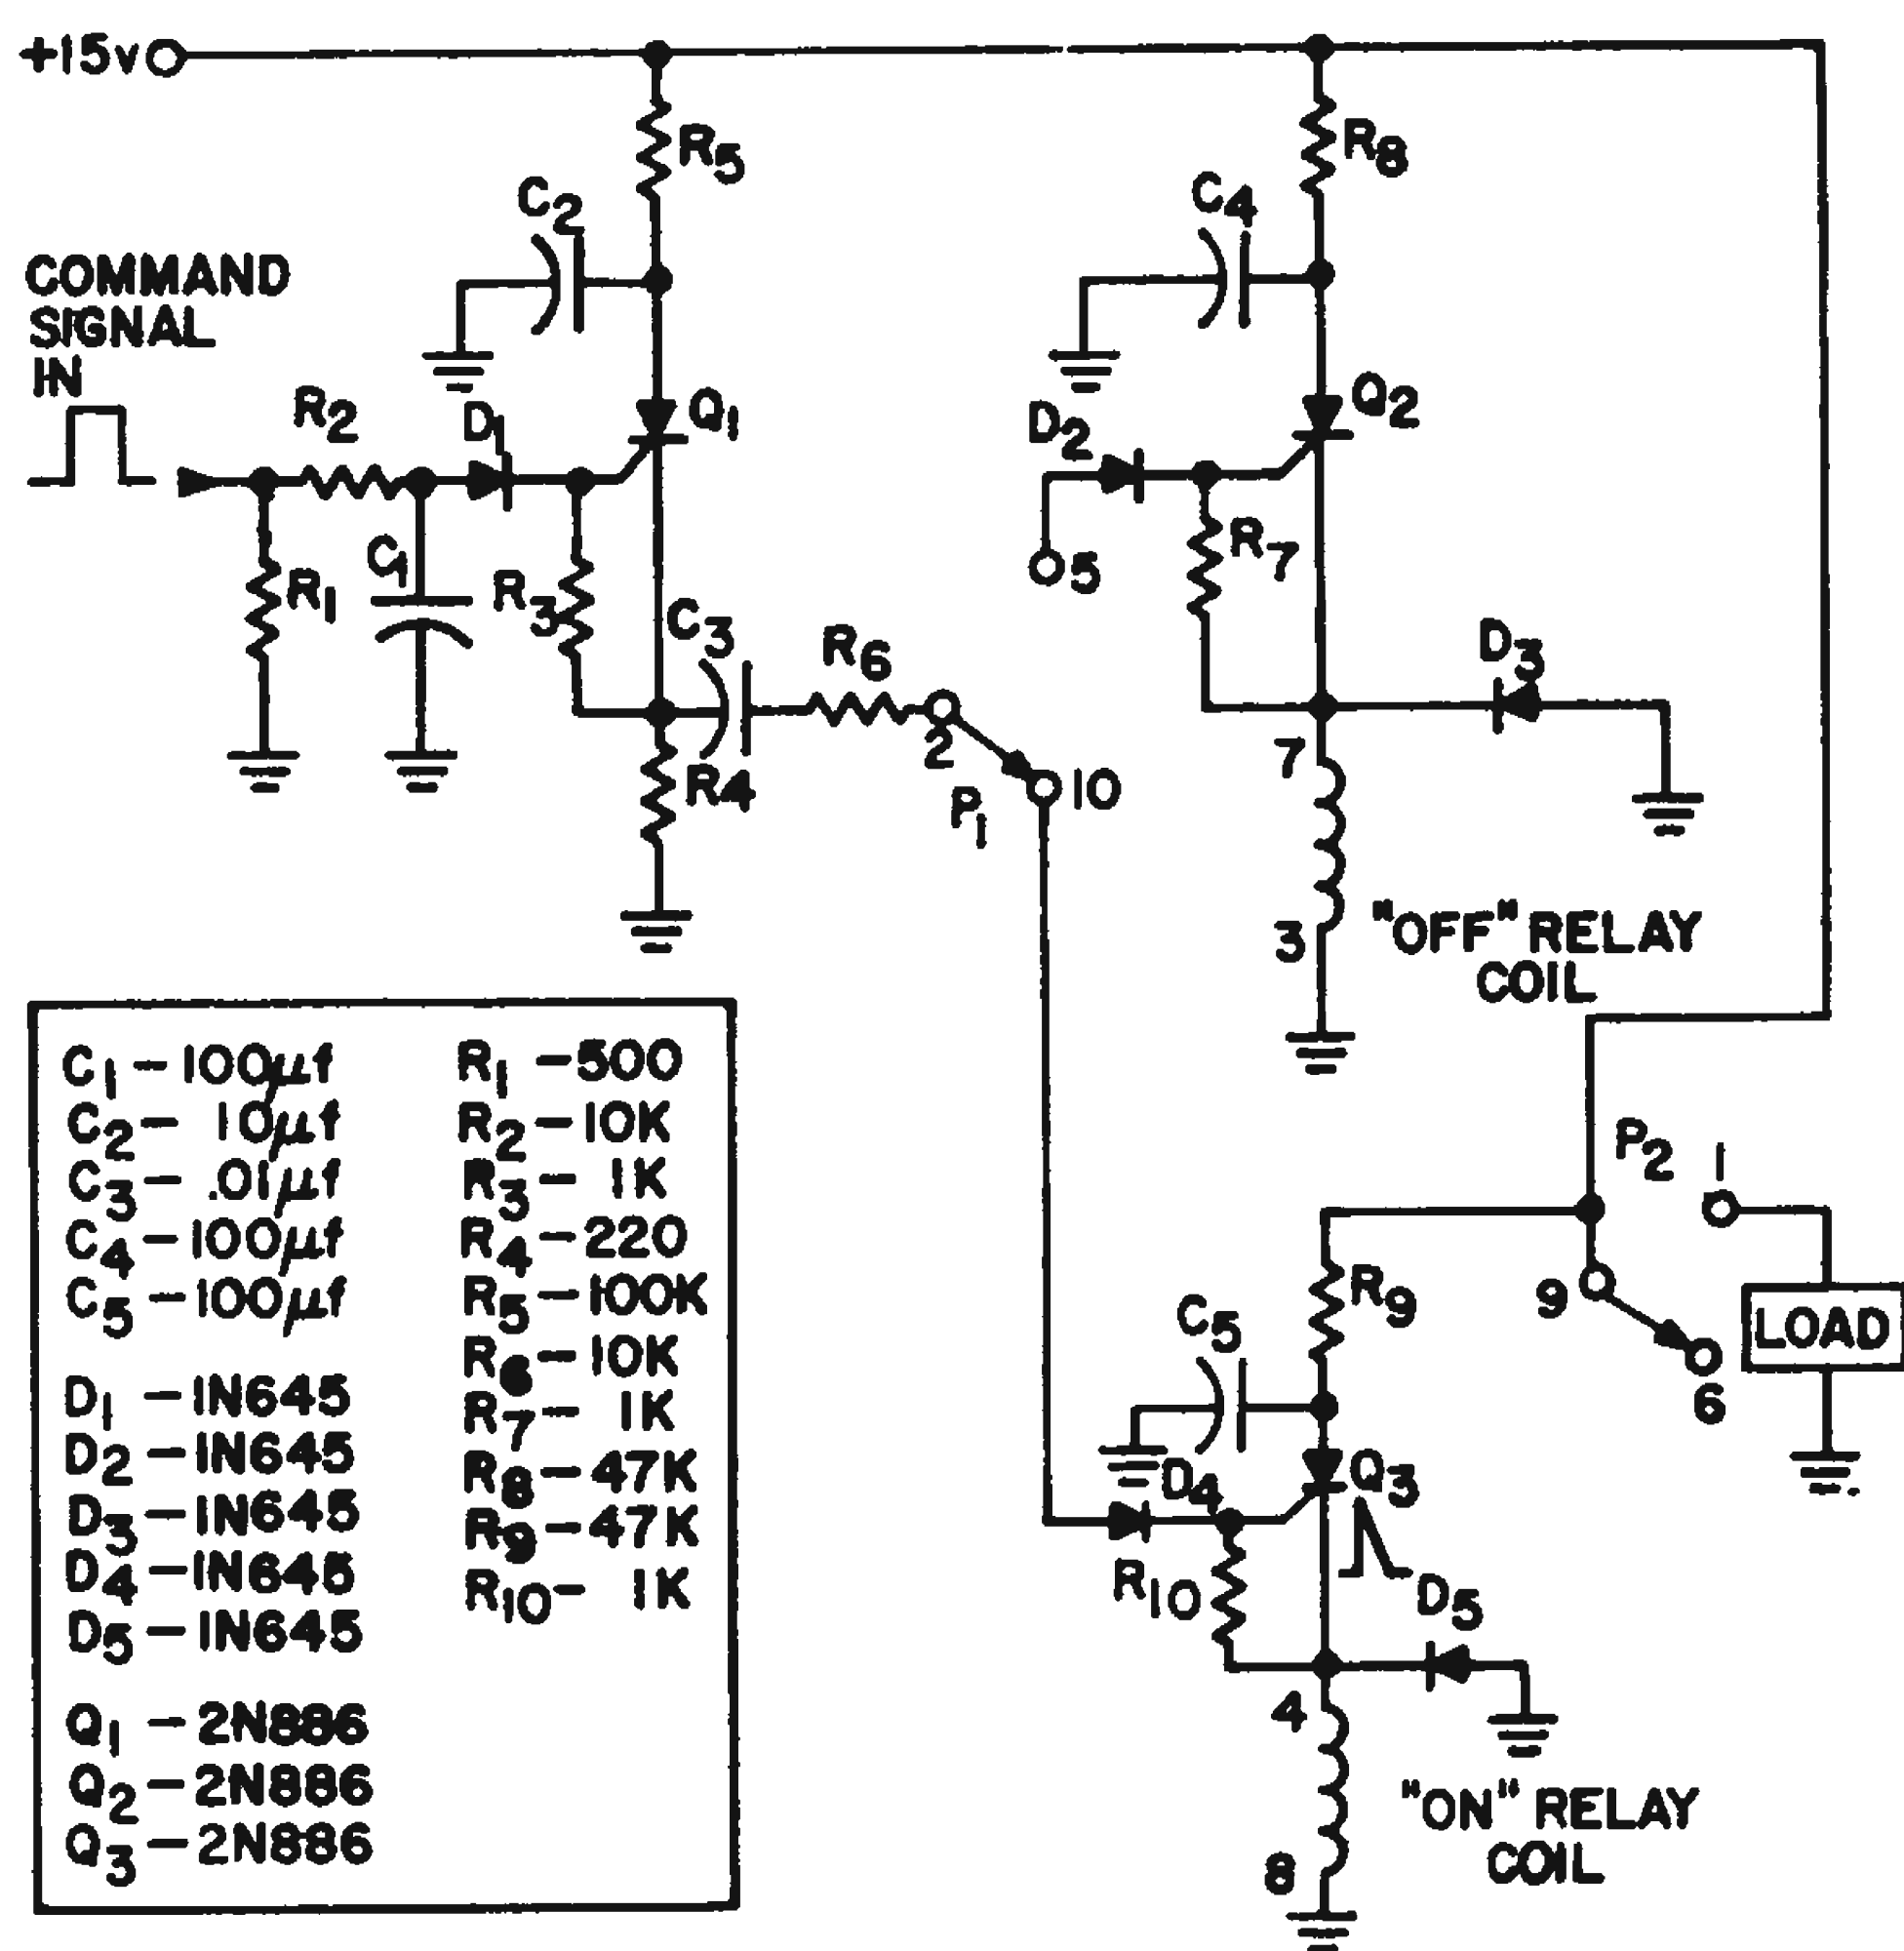 +15v
R5
R8
C2
C4
COMMAND
SIGNAL
IN
R2
D1
Q1
D2
Q2
5
R1
C1
R3
C3
R6
R7
D3
2
10
P1
R4
7
3
"OFF" RELAY
COIL
C1 – 100μf
C2 – 10μf
C3 – .01μf
C4 – 100μf
C5 – 100μf
D1 – 1N645
D2 – 1N645
D3 – 1N645
D4 – 1N645
D5 – 1N645
Q1 – 2N886
Q2 – 2N886
Q3 – 2N886
R1 – 500
R2 – 10K
R3 – 1K
R4 – 220
R5 – 100K
R6 – 10K
R7 – 1K
R8 – 47K
R9 – 47K
R10 – 1K
P2
1
9
6
LOAD
R9
C5
D4
Q3
R10
D5
4
8
"ON" RELAY
COIL